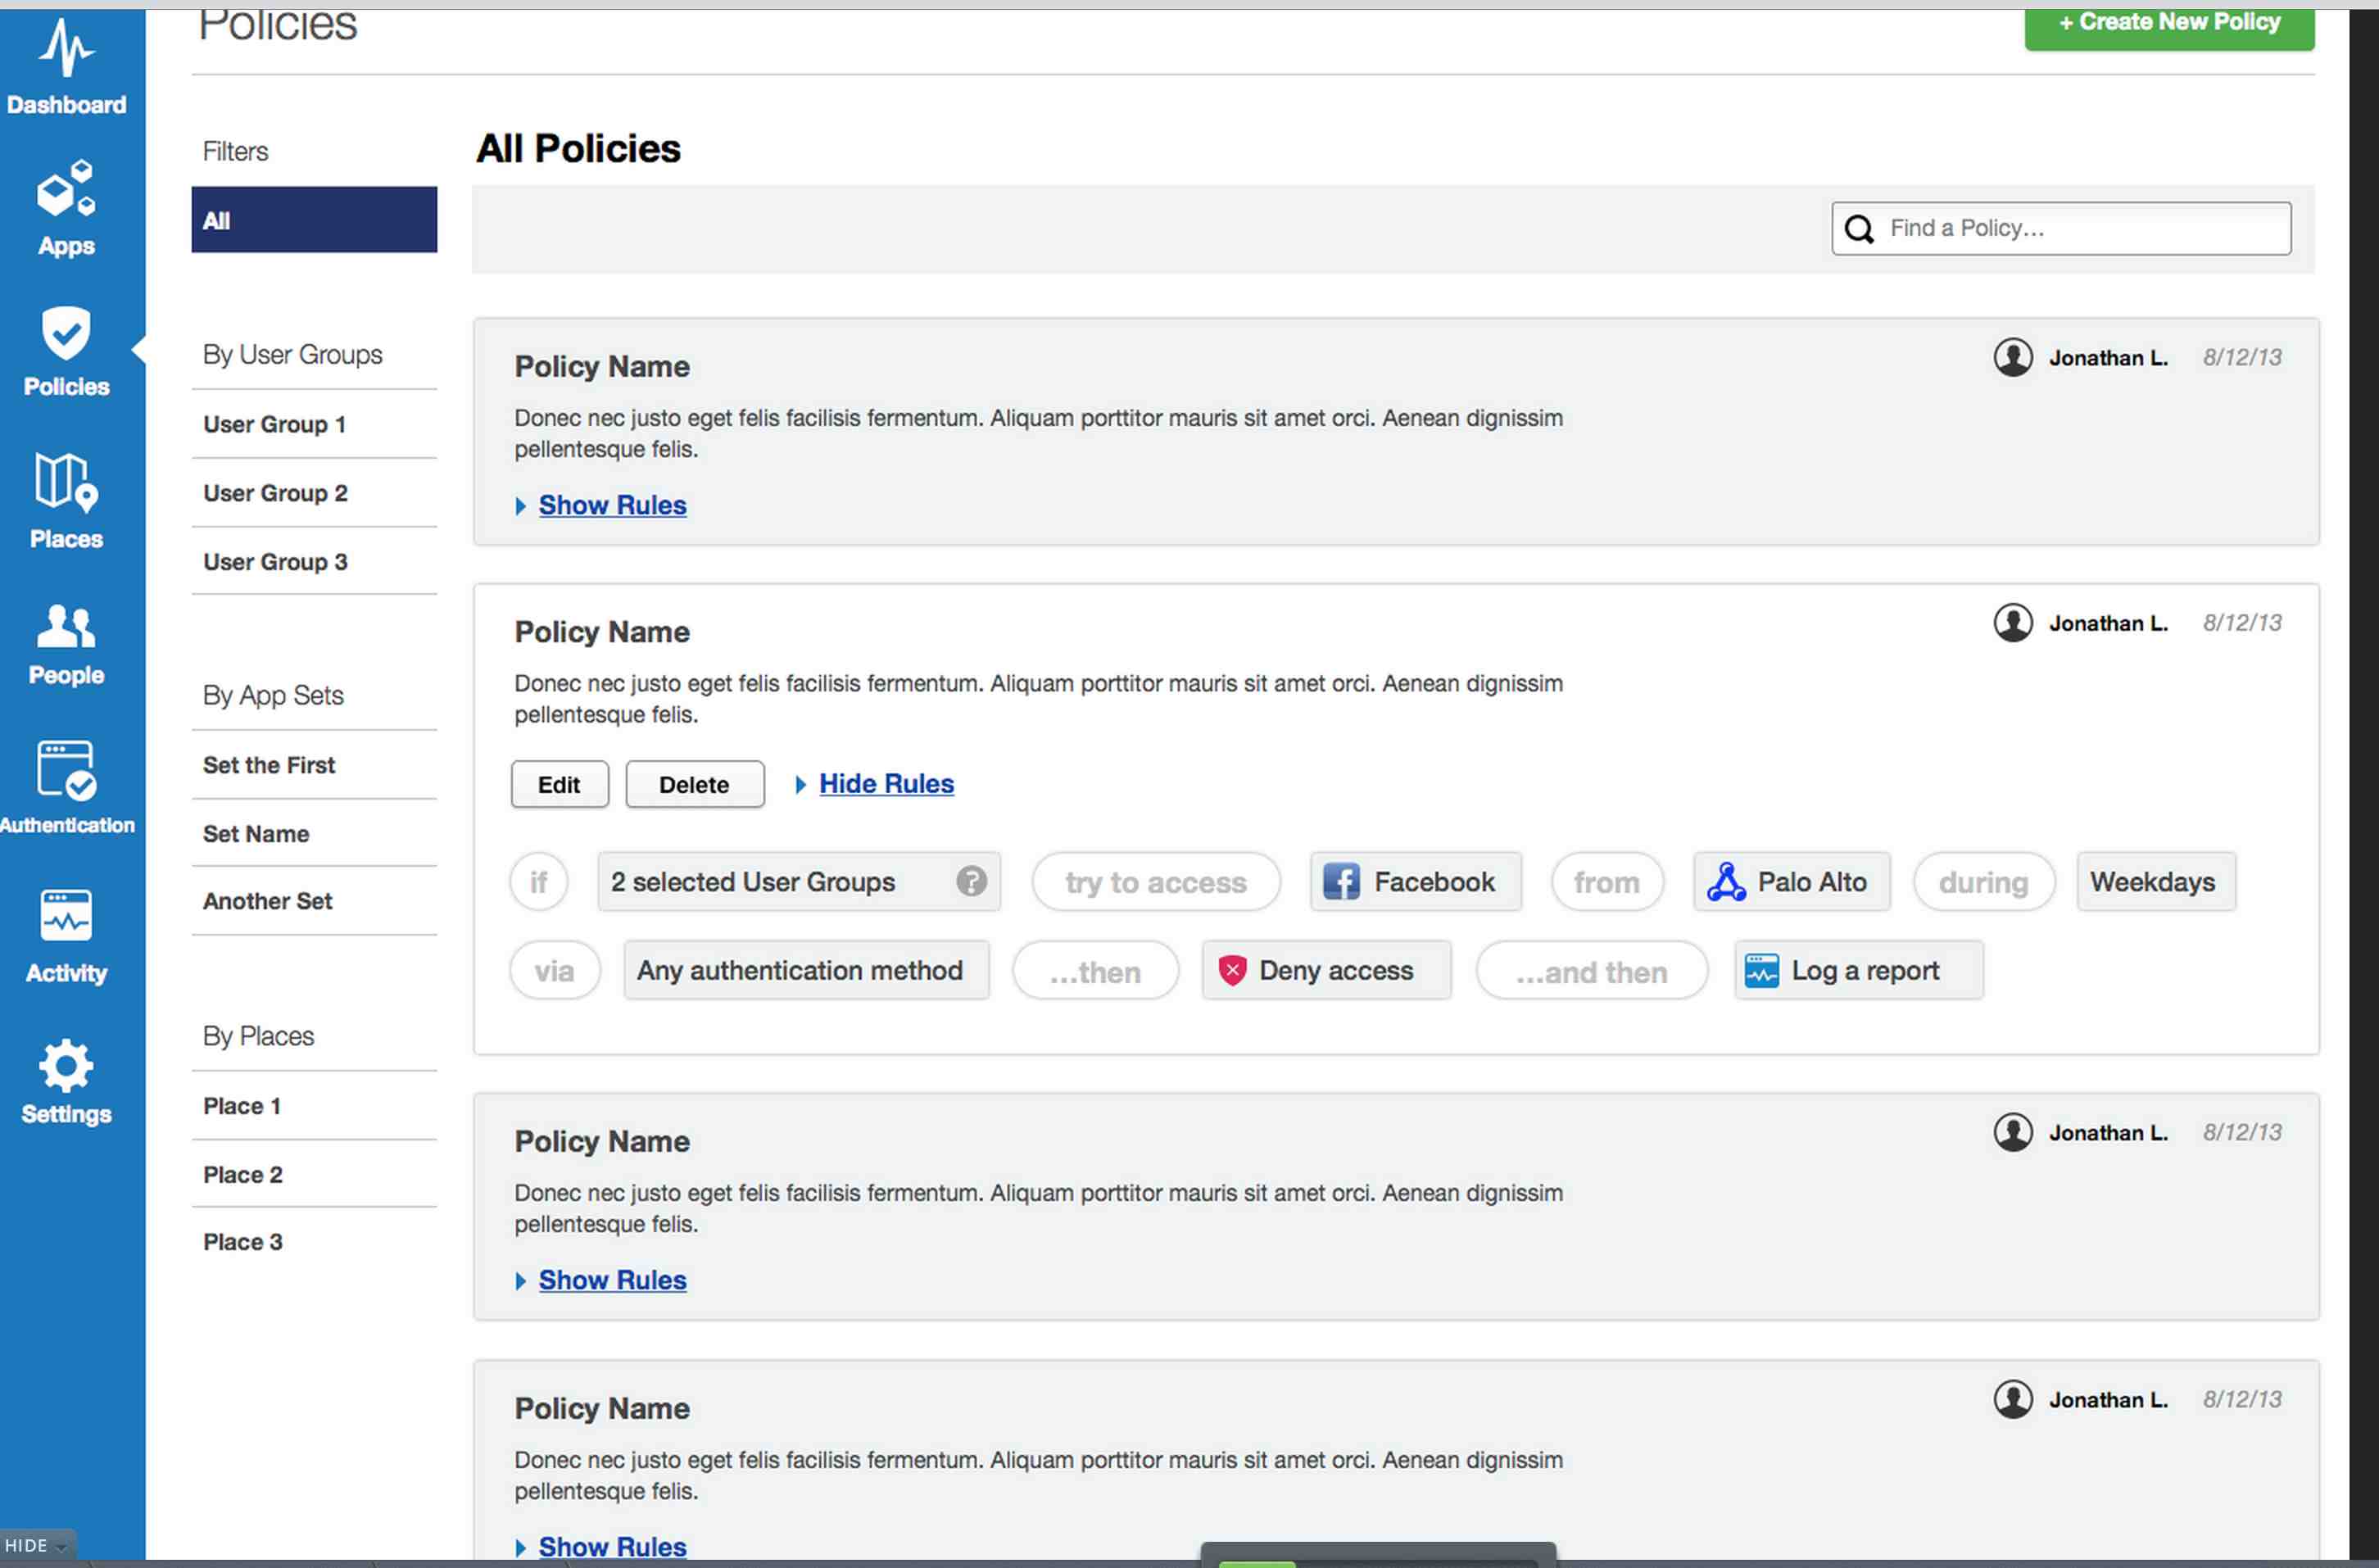 Policies
+ Create New Policy
Dashboard
Apps
Policies
Places
People
Authentication
Activity
Settings
HIDE
Filters
All
By User Groups
User Group 1
User Group 2
User Group 3
By App Sets
Set the First
Set Name
Another Set
By Places
Place 1
Place 2
Place 3
All Policies
Find a Policy...
Policy Name
Jonathan L. 8/12/13
Donec nec justo eget felis facilisis fermentum. Aliquam porttitor mauris sit amet orci. Aenean dignissim
pellentesque felis.
Show Rules
Policy Name
Jonathan L. 8/12/13
Donec nec justo eget felis facilisis fermentum. Aliquam porttitor mauris sit amet orci. Aenean dignissim
pellentesque felis.
Edit Delete Hide Rules
if 2 selected User Groups ? try to access f Facebook from Palo Alto during Weekdays
via Any authentication method ...then Deny access ...and then Log a report
Policy Name
Jonathan L. 8/12/13
Donec nec justo eget felis facilisis fermentum. Aliquam porttitor mauris sit amet orci. Aenean dignissim
pellentesque felis.
Show Rules
Policy Name
Jonathan L. 8/12/13
Donec nec justo eget felis facilisis fermentum. Aliquam porttitor mauris sit amet orci. Aenean dignissim
pellentesque felis.
Show Rules